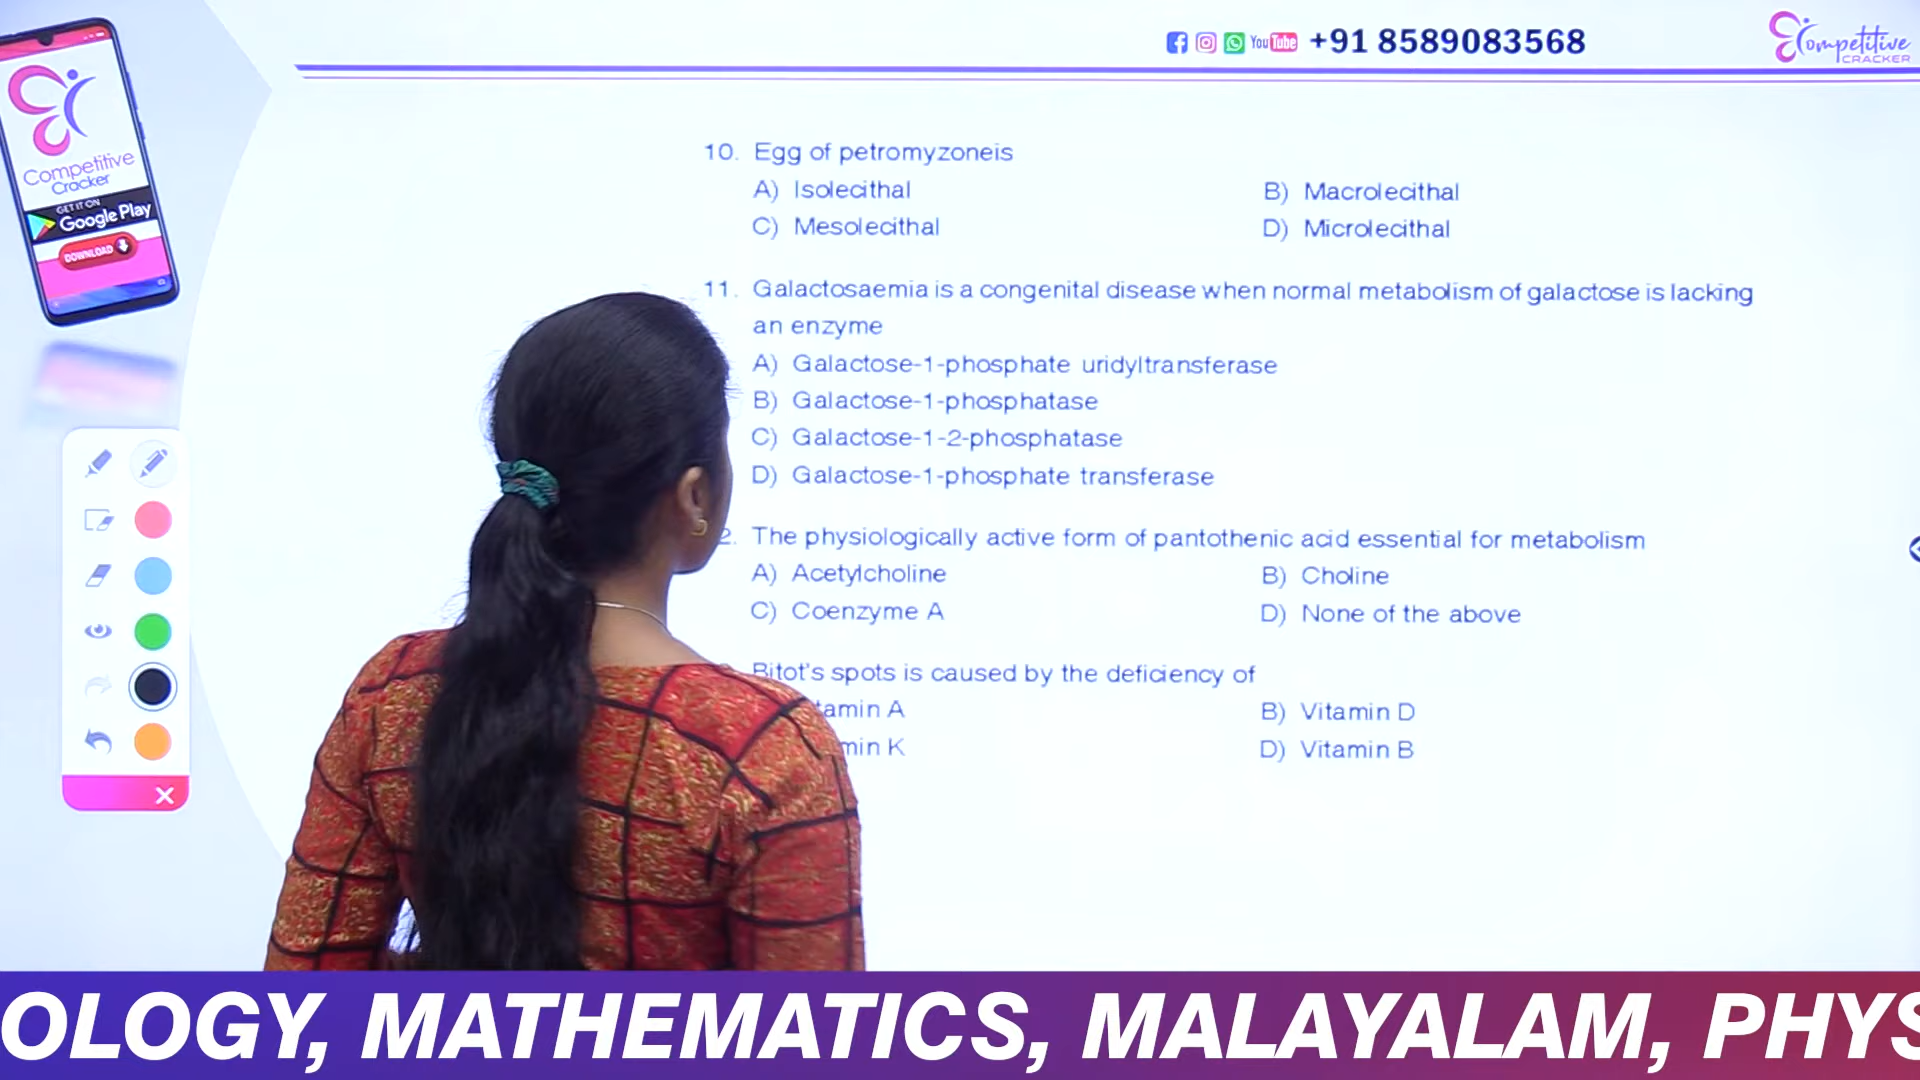 f YouTube +91 8589083568
Competitive
CRACKER
Competitive
Cracker
GET IT ON
Google Play
DOWNLOAD
10. Egg of petromyzoneis
A) Isolecithal B) Macrolecithal
C) Mesolecithal D) Microlecithal
11. Galactosaemia is a congenital disease when normal metabolism of galactose is lacking
an enzyme
A) Galactose-1-phosphate uridyltransferase
B) Galactose-1-phosphatase
C) Galactose-1-2-phosphatase
D) Galactose-1-phosphate transferase
2. The physiologically active form of pantothenic acid essential for metabolism
A) Acetylcholine B) Choline
C) Coenzyme A D) None of the above
Bitot's spots is caused by the deficiency of
tamin A B) Vitamin D
min K D) Vitamin B
OLOGY, MATHEMATICS, MALAYALAM, PHYS